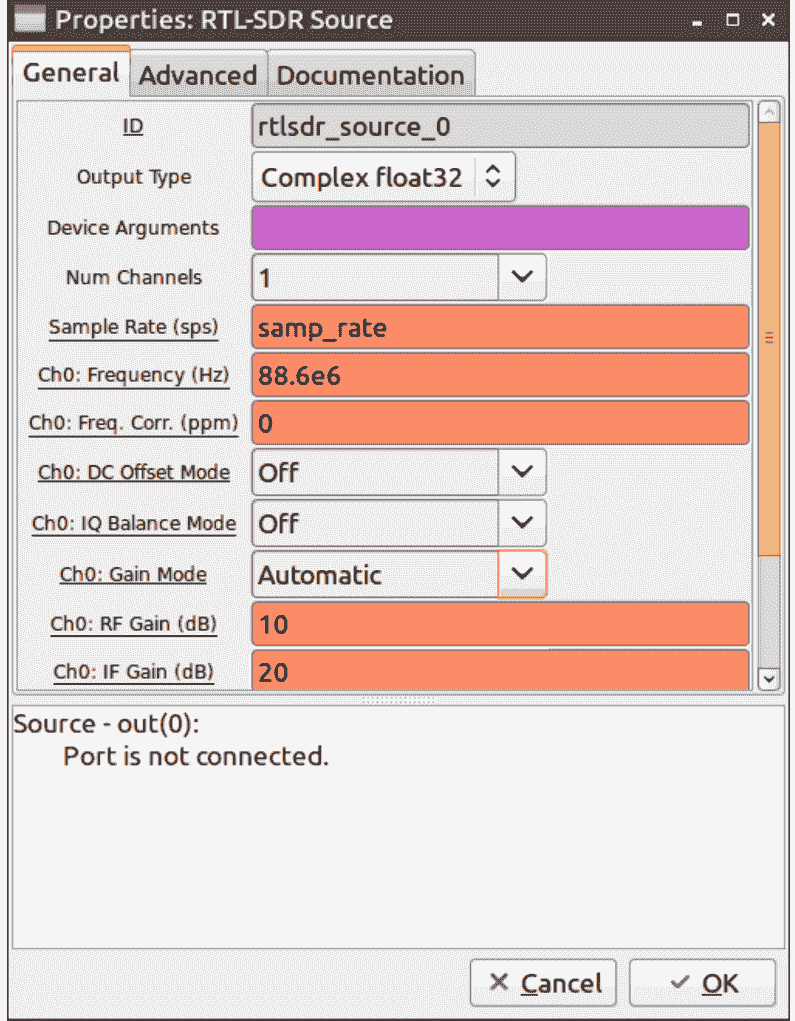 Properties: RTL-SDR Source
General Advanced Documentation
ID rtlsdr_source_0
Output Type Complex float32
Device Arguments
Num Channels 1
Sample Rate (sps) samp_rate
Ch0: Frequency (Hz) 88.6e6
Ch0: Freq. Corr. (ppm) 0
Ch0: DC Offset Mode Off
Ch0: IQ Balance Mode Off
Ch0: Gain Mode Automatic
Ch0: RF Gain (dB) 10
Ch0: IF Gain (dB) 20
Source - out(0):
Port is not connected.
Cancel OK